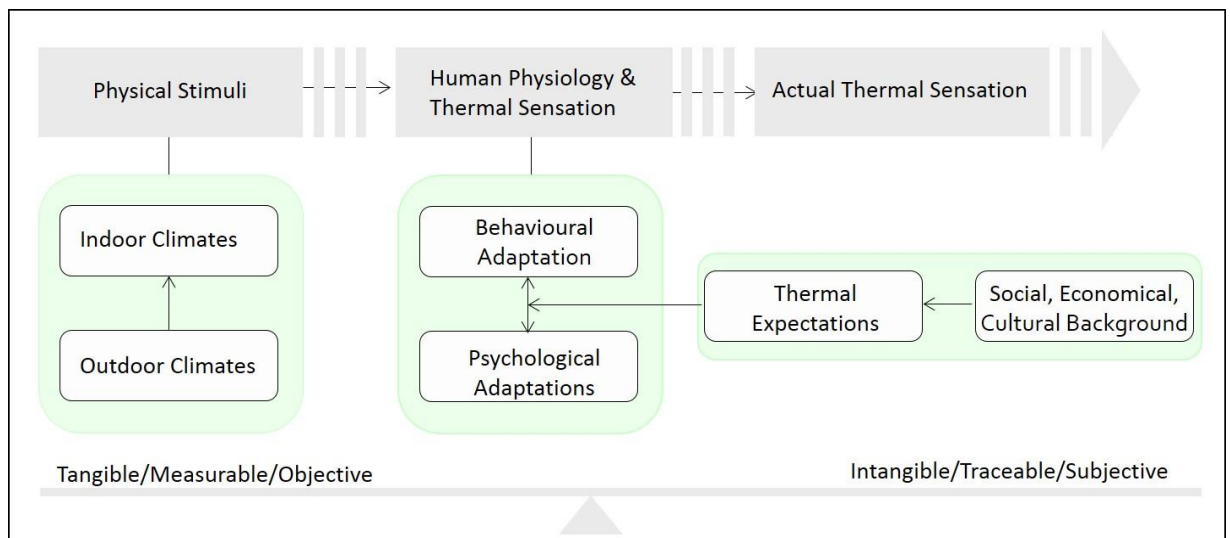 Physical Stimuli
Human Physiology &
Thermal Sensation
Actual Thermal Sensation
Indoor Climates
Outdoor Climates
Behavioural
Adaptation
Psychological
Adaptations
Thermal
Expectations
Social, Economical,
Cultural Background
Tangible/Measurable/Objective
Intangible/Traceable/Subjective